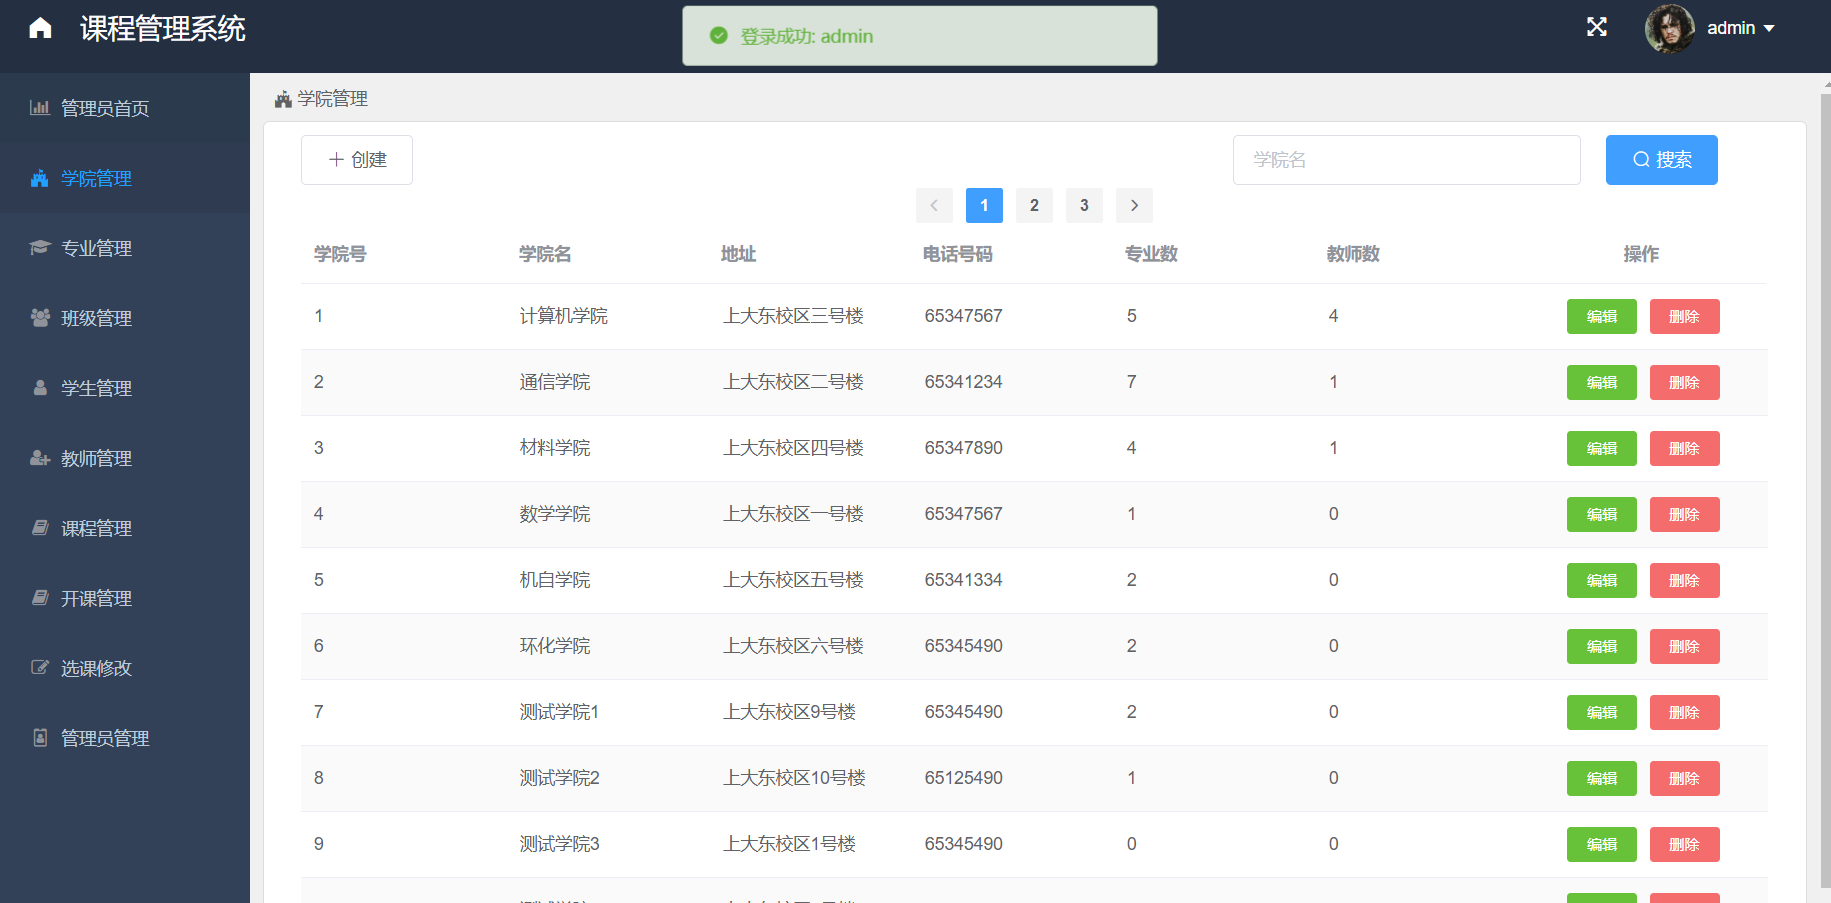 课程管理系统
登录成功: admin
admin
管理员首页
学院管理
专业管理
班级管理
学生管理
教师管理
课程管理
开课管理
选课修改
管理员管理
学院管理
创建
学院名
搜索
1 2 3
学院号 学院名 地址 电话号码 专业数 教师数 操作
1 计算机学院 上大东校区三号楼 65347567 5 4 编辑 删除
2 通信学院 上大东校区二号楼 65341234 7 1 编辑 删除
3 材料学院 上大东校区四号楼 65347890 4 1 编辑 删除
4 数学学院 上大东校区一号楼 65347567 1 0 编辑 删除
5 机自学院 上大东校区五号楼 65341334 2 0 编辑 删除
6 环化学院 上大东校区六号楼 65345490 2 0 编辑 删除
7 测试学院1 上大东校区9号楼 65345490 2 0 编辑 删除
8 测试学院2 上大东校区10号楼 65125490 1 0 编辑 删除
9 测试学院3 上大东校区1号楼 65345490 0 0 编辑 删除